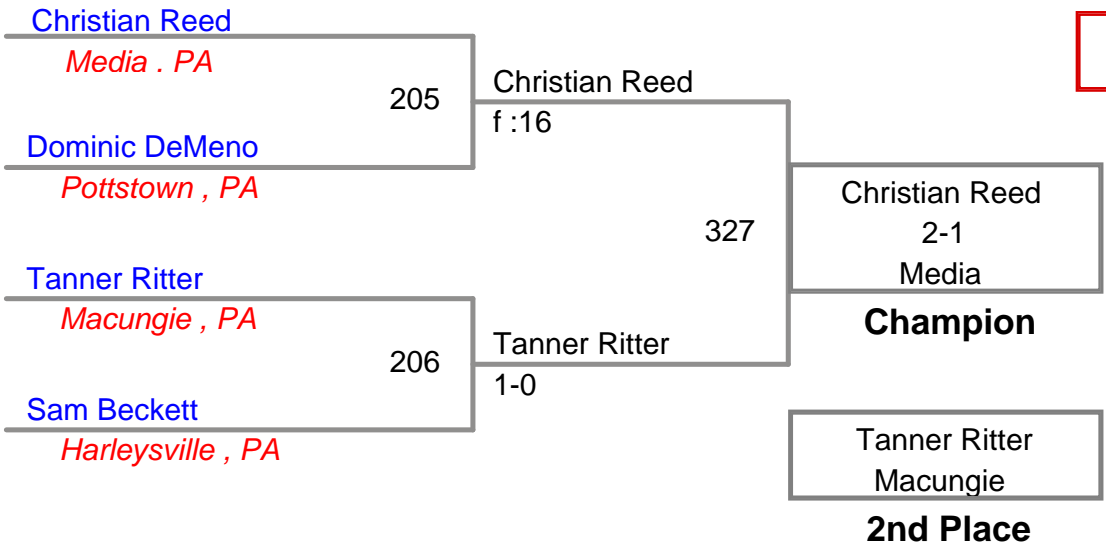 Christian Reed
Media . PA
205
Christian Reed
f :16
Dominic DeMeno
Pottstown , PA
327
Christian Reed
2-1
Media
Champion
Tanner Ritter
Macungie , PA
206
Tanner Ritter
1-0
Sam Beckett
Harleysville , PA
Tanner Ritter
Macungie
2nd Place